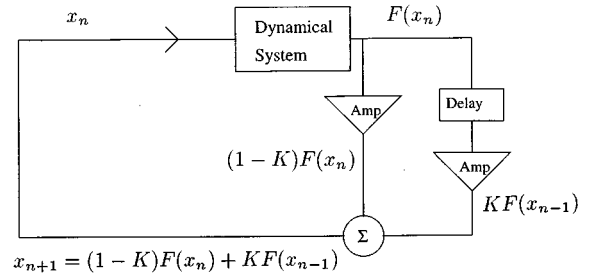 x_n
Dynamical
System
F(x_n)
Amp
Delay
(1 − K)F(x_n)
Amp
KF(x_{n−1})
Σ
x_{n+1} = (1 − K)F(x_n) + KF(x_{n−1})